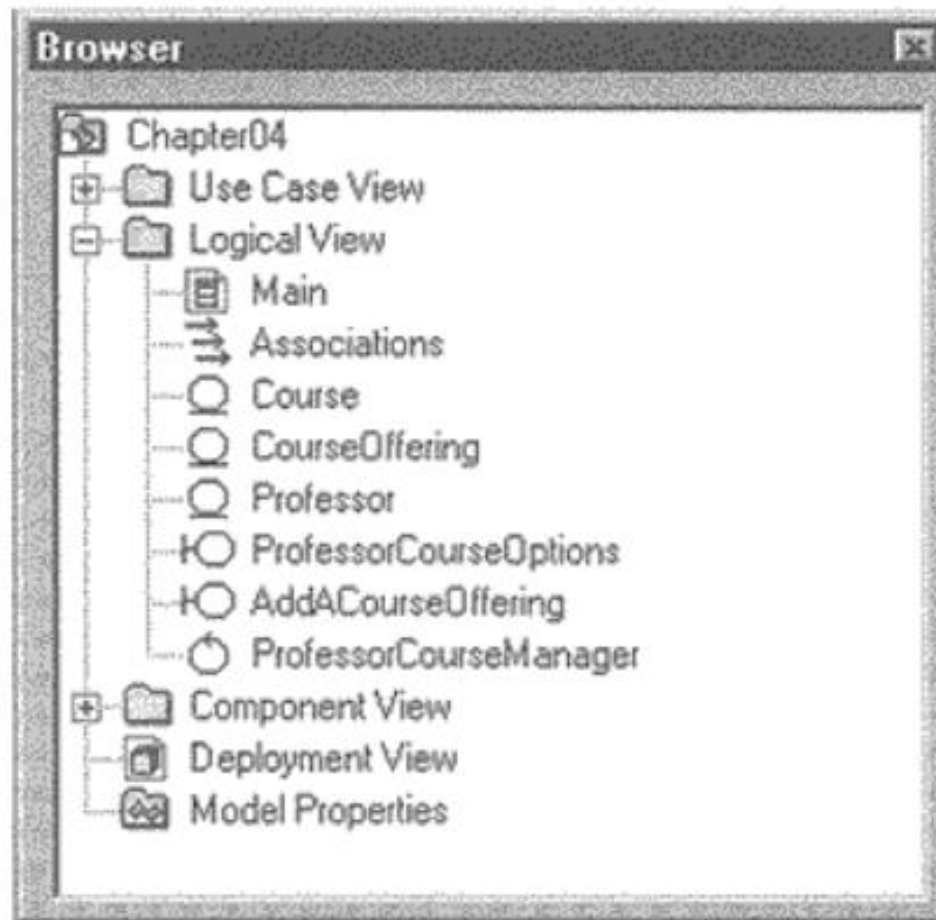 Browser
Chapter04
Use Case View
Logical View
Main
Associations
Course
CourseOffering
Professor
ProfessorCourseOptions
AddACourseOffering
ProfessorCourseManager
Component View
Deployment View
Model Properties